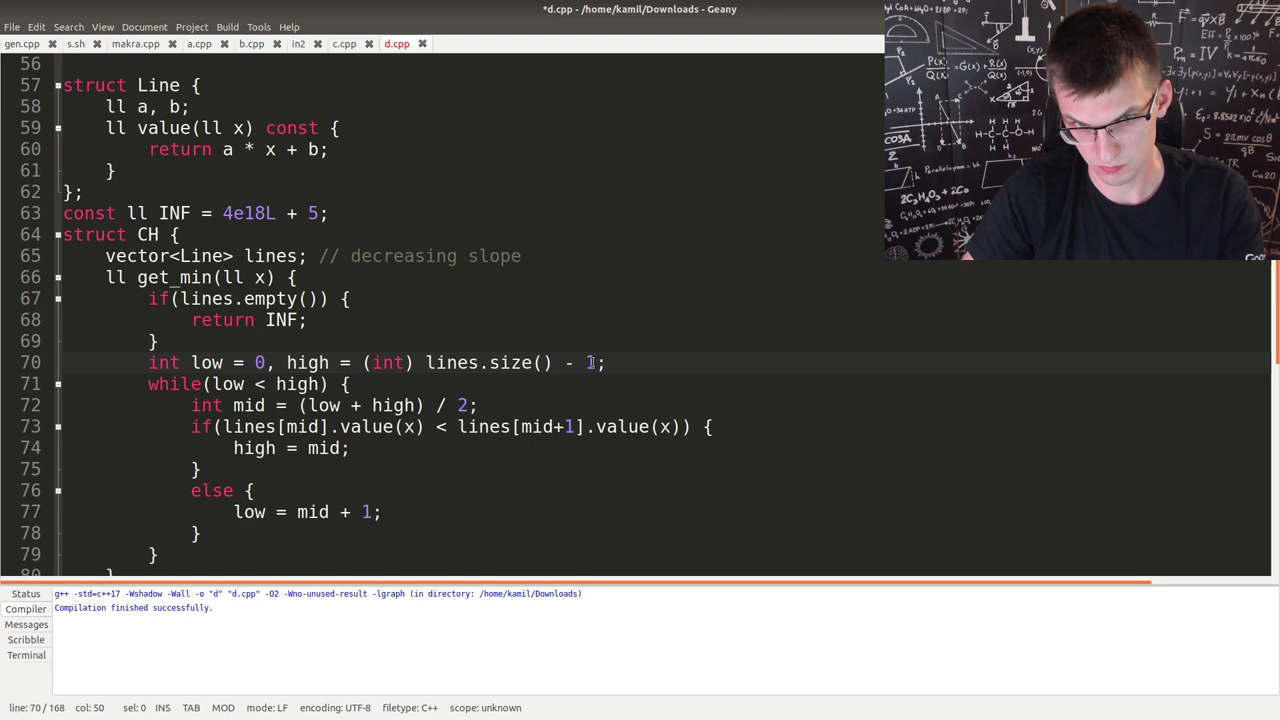 *d.cpp - /home/kamil/Downloads - Geany
File Edit Search View Document Project Build Tools Help
gen.cpp s.sh makra.cpp a.cpp b.cpp in2 c.cpp d.cpp
56
57 struct Line {
58 ll a, b;
59 ll value(ll x) const {
60 return a * x + b;
61 }
62 };
63 const ll INF = 4e18L + 5;
64 struct CH {
65 vector<Line> lines; // decreasing slope
66 ll get_min(ll x) {
67 if(lines.empty()) {
68 return INF;
69 }
70 int low = 0, high = (int) lines.size() - 1;
71 while(low < high) {
72 int mid = (low + high) / 2;
73 if(lines[mid].value(x) < lines[mid+1].value(x)) {
74 high = mid;
75 }
76 else {
77 low = mid + 1;
78 }
79 }
80 }
Status
Compiler
Messages
Scribble
Terminal
g++ -std=c++17 -Wshadow -Wall -o "d" "d.cpp" -O2 -Wno-unused-result -lgraph (in directory: /home/kamil/Downloads)
Compilation finished successfully.
line: 70 / 168 col: 50 sel: 0 INS TAB MOD mode: LF encoding: UTF-8 filetype: C++ scope: unknown